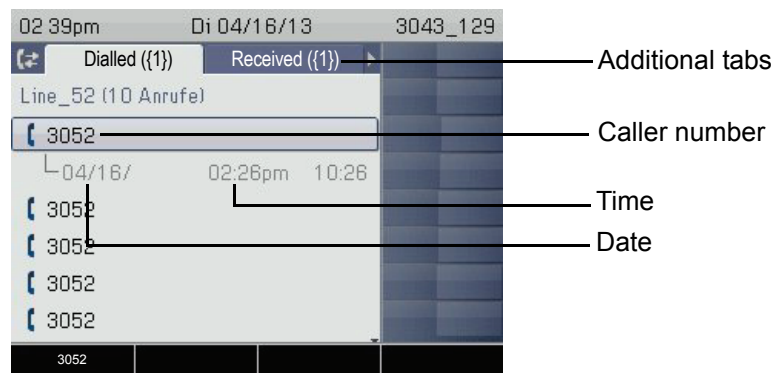 02 39pm Di 04/16/13 3043_129
Dialled ({1}) Received ({1}) Additional tabs
Line_52 (10 Anrufe)
3052 Caller number
04/16/ 02:26pm 10:26
3052 Time
3052 Date
3052
3052
3052